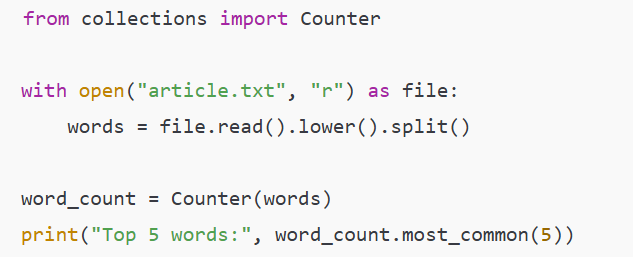 from collections import Counter

with open("article.txt", "r") as file:
    words = file.read().lower().split()

word_count = Counter(words)
print("Top 5 words:", word_count.most_common(5))